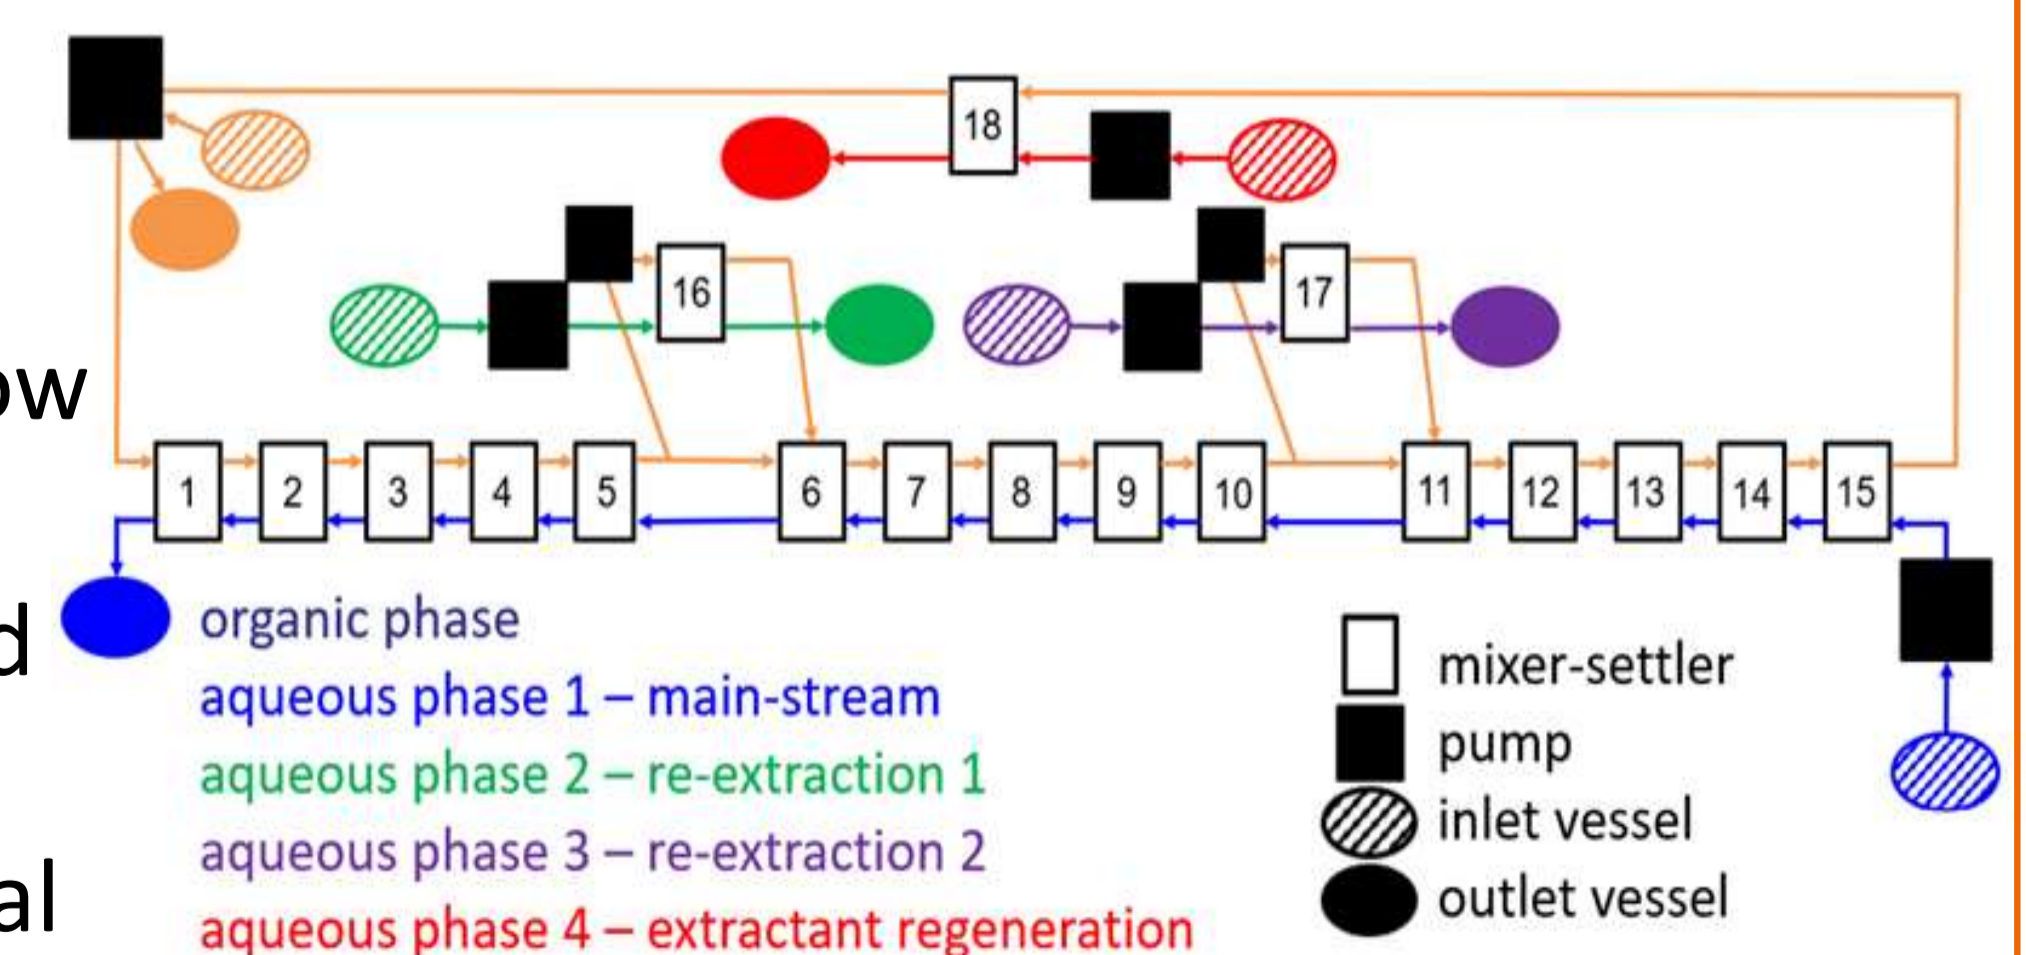 18
16
17
ow
1 2 3 4 5 6 7 8 9 10 11 12 13 14 15
d
organic phase
aqueous phase 1 – main-stream
aqueous phase 2 – re-extraction 1
aqueous phase 3 – re-extraction 2
aqueous phase 4 – extractant regeneration
al
mixer-settler
pump
inlet vessel
outlet vessel